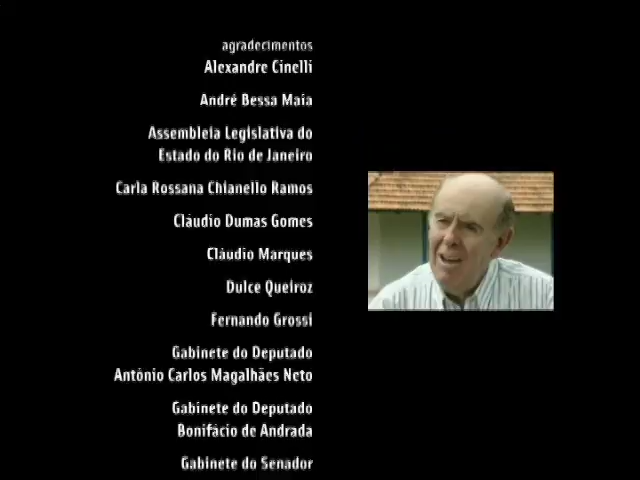 agradecimentos
Alexandre Cinelli
André Bessa Maia
Assembleia Legislativa do
Estado do Rio de Janeiro
Carla Rossana Chianello Ramos
Cláudio Dumas Gomes
Cláudio Marques
Dulce Queiroz
Fernando Grossi
Gabinete do Deputado
Antônio Carlos Magalhães Neto
Gabinete do Deputado
Bonifácio de Andrada
Gabinete do Senador